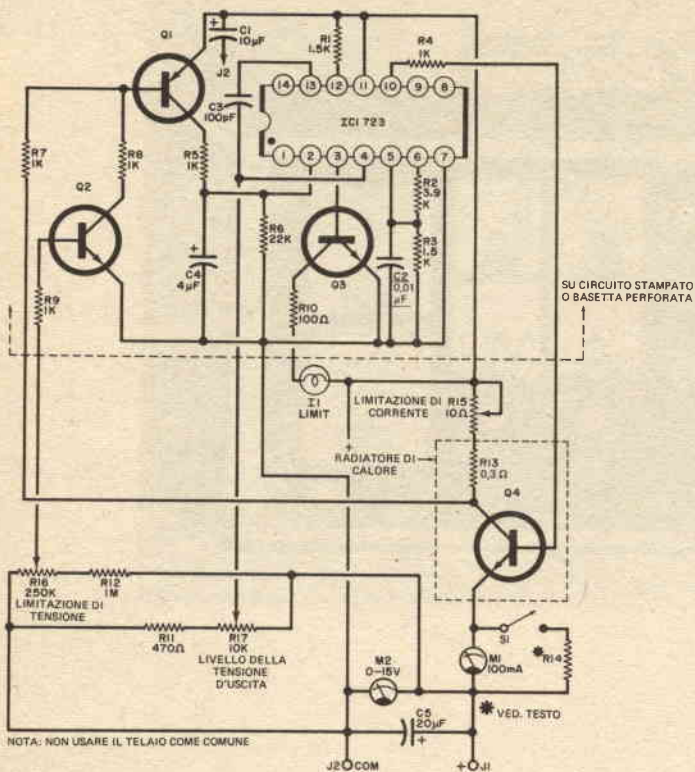 Q1
C1
10µF
J2
R1
1.5K
R4
1K
C3
100pF
14
13
12
11
10
9
8
IC1 723
1
2
3
4
5
6
7
R7
1K
R8
1K
R5
1K
Q2
R6
22K
R2
3.9
K
R3
1.5
K
C4
4µF
Q3
C2
0,01
µF
R9
1K
R10
100Ω
SU CIRCUITO STAMPATO
O BASETTA PERFORATA
I1
LIMIT
LIMITAZIONE DI
CORRENTE
R15
10Ω
+
RADIATORE DI
CALORE
R13
0,3Ω
Q4
R16
250K
LIMITAZIONE DI
TENSIONE
R12
1M
R11
470Ω
R17
10K
LIVELLO DELLA
TENSIONE
D'USCITA
S1
M1
100mA
* R14
M2
0-15V
* VED. TESTO
C5
20µF
+
NOTA: NON USARE IL TELAIO COME COMUNE
J2 COM
+ J1